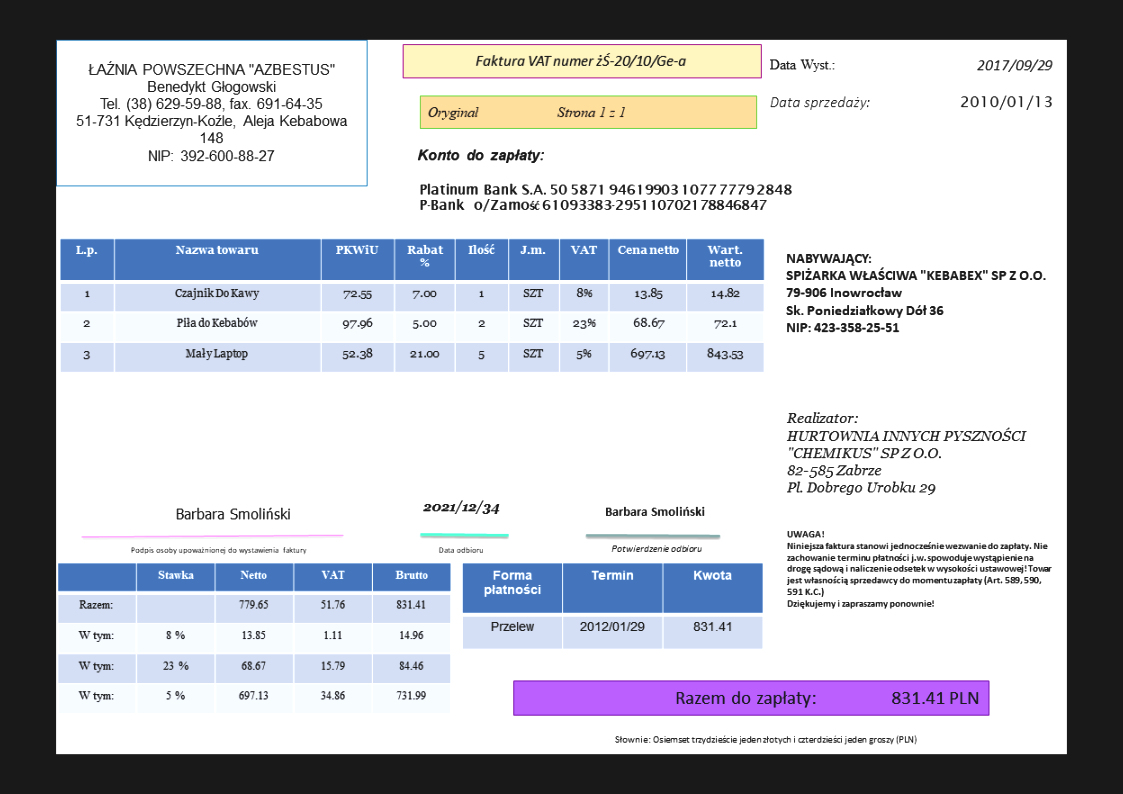 ŁAŹNIA POWSZECHNA "AZBESTUS"
Benedykt Głogowski
Tel. (38) 629-59-88, fax. 691-64-35
51-731 Kędzierzyn-Koźle, Aleja Kebabowa
148
NIP: 392-600-88-27
Faktura VAT numer żŚ-20/10/Ge-a
Oryginał Strona 1 z 1
Data Wyst.: 2017/09/29
Data sprzedaży: 2010/01/13
Konto do zapłaty:
Platinum Bank S.A. 50 5871 9461990310777779 2848
P-Bank o/Zamość 61093383-295110702178846847
L.p. Nazwa towaru PKWiU Rabat % Ilość J.m. VAT Cena netto Wart. netto
1 Czajnik Do Kawy 72.55 7.00 1 SZT 8% 13.85 14.82
2 Piła do Kebabów 97.96 5.00 2 SZT 23% 68.67 72.1
3 Mały Laptop 52.38 21.00 5 SZT 5% 697.13 843.53
NABYWAJĄCY:
SPIŻARKA WŁAŚCIWA "KEBABEX" SP Z O.O.
79-906 Inowrocław
Sk. Poniedziałkowy Dół 36
NIP: 423-358-25-51
Realizator:
HURTOWNIA INNYCH PYSZNOŚCI
"CHEMIKUS" SP Z O.O.
82-585 Zabrze
Pl. Dobrego Urobku 29
Barbara Smoliński
Podpis osoby upoważnionej do wystawienia faktury
2021/12/34
Data odbioru
Barbara Smoliński
Potwierdzenie odbioru
UWAGA!
Niniejsza faktura stanowi jednocześnie wezwanie do zapłaty. Nie
zachowanie terminu płatności j.w. spowoduje wystąpienie na
drogę sądową i naliczenie odsetek w wysokości ustawowej! Towar
jest własnością sprzedawcy do momentu zapłaty (Art. 589, 590,
591 K.C.)
Dziękujemy i zapraszamy ponownie!
Stawka Netto VAT Brutto
Razem: 779.65 51.76 831.41
W tym: 8 % 13.85 1.11 14.96
W tym: 23 % 68.67 15.79 84.46
W tym: 5 % 697.13 34.86 731.99
Forma płatności Termin Kwota
Przelew 2012/01/29 831.41
Razem do zapłaty: 831.41 PLN
Słownie: Osiemset trzydzieście jeden złotych i czterdzieści jeden groszy (PLN)